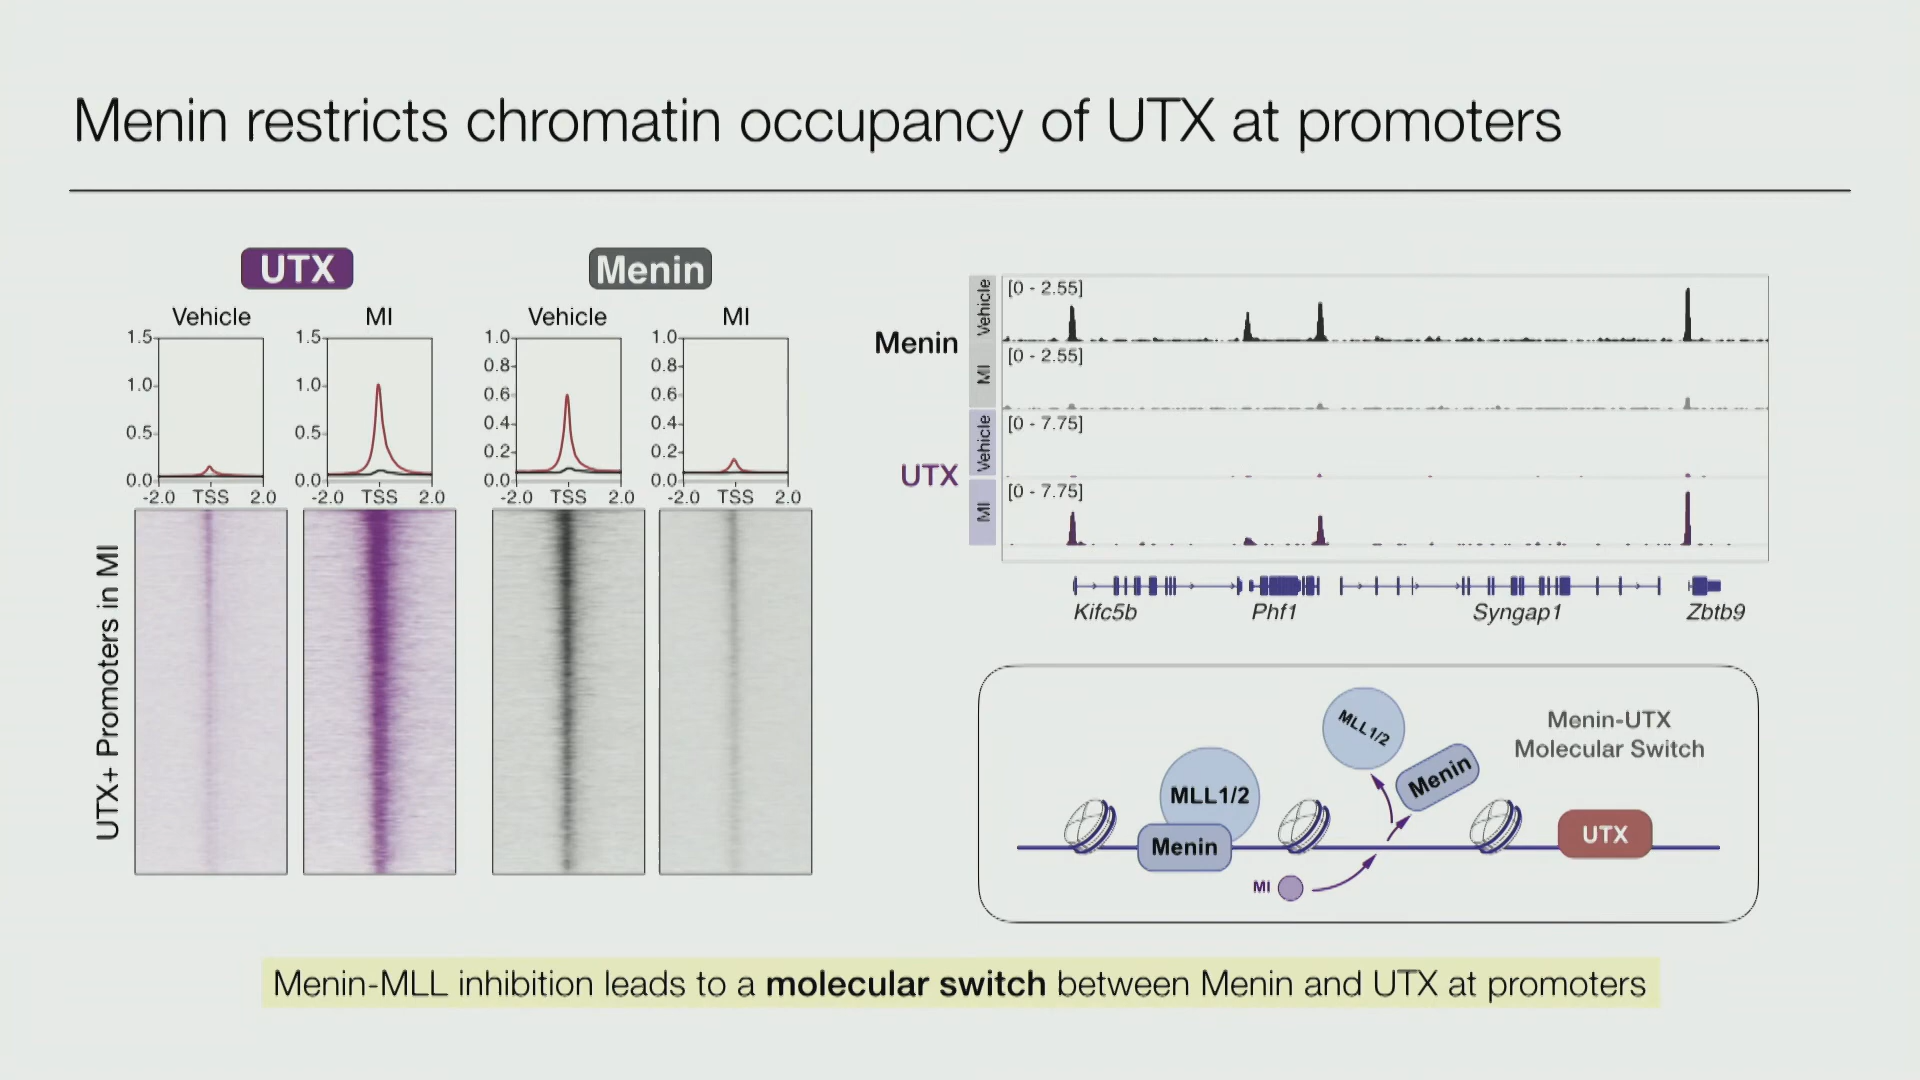 Menin restricts chromatin occupancy of UTX at promoters
UTX
Menin
Vehicle
MI
Vehicle
MI
1.5
1.0
0.5
0.0
-2.0 TSS 2.0
1.5
1.0
0.5
0.0
-2.0 TSS 2.0
1.0
0.8
0.6
0.4
0.2
0.0
-2.0 TSS 2.0
1.0
0.8
0.6
0.4
0.2
0.0
-2.0 TSS 2.0
UTX+ Promoters in MI
Menin
UTX
Vehicle
MI
Vehicle
MI
[0 - 2.55]
[0 - 2.55]
[0 - 7.75]
[0 - 7.75]
Kifc5b
Phf1
Syngap1
Zbtb9
MLL1/2
Menin
MI
MLL1/2
Menin
Menin-UTX
Molecular Switch
UTX
Menin-MLL inhibition leads to a molecular switch between Menin and UTX at promoters